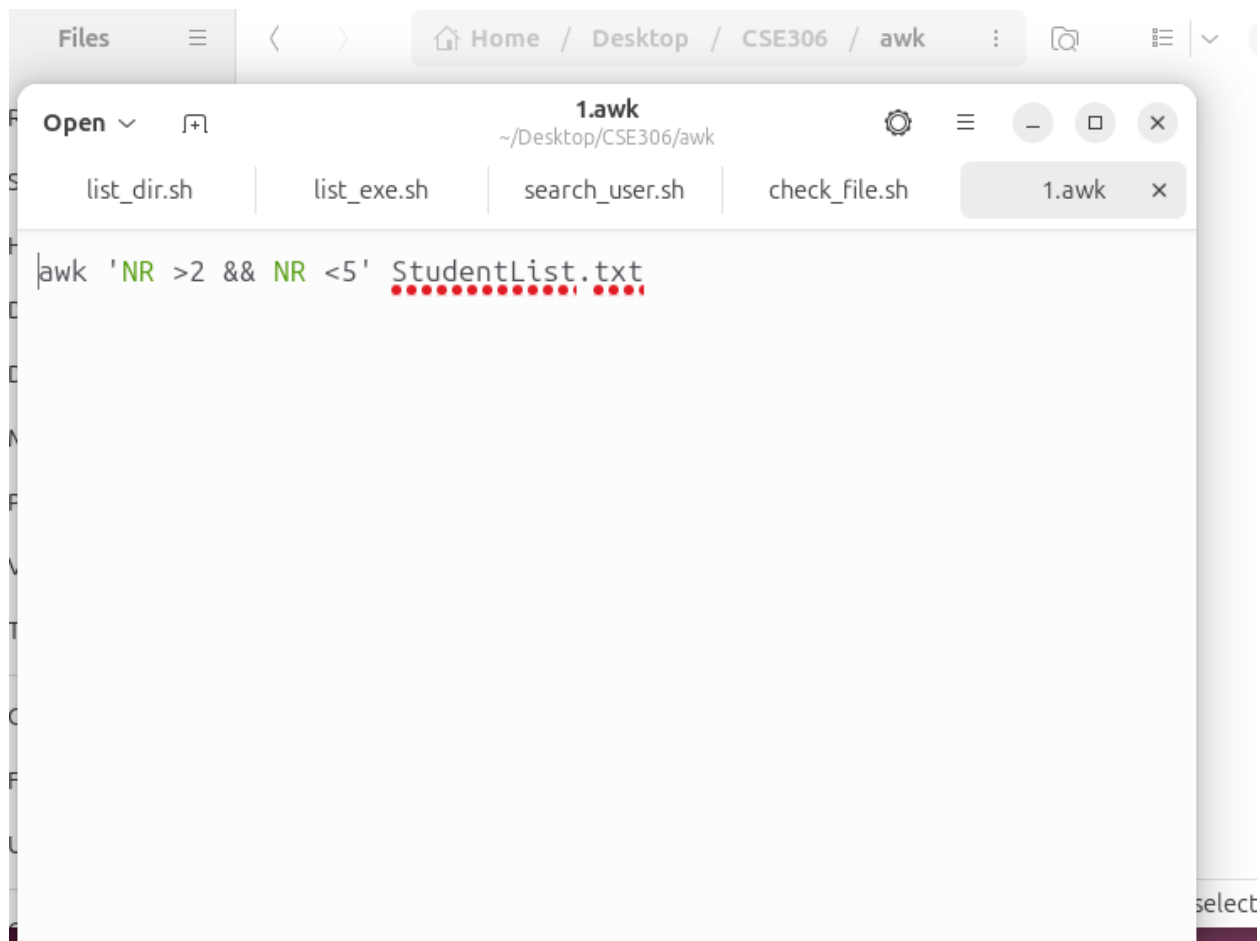 Files
Home / Desktop / CSE306 / awk
Open
1.awk
~/Desktop/CSE306/awk
list_dir.sh
list_exe.sh
search_user.sh
check_file.sh
1.awk
awk 'NR >2 && NR <5' StudentList.txt
select